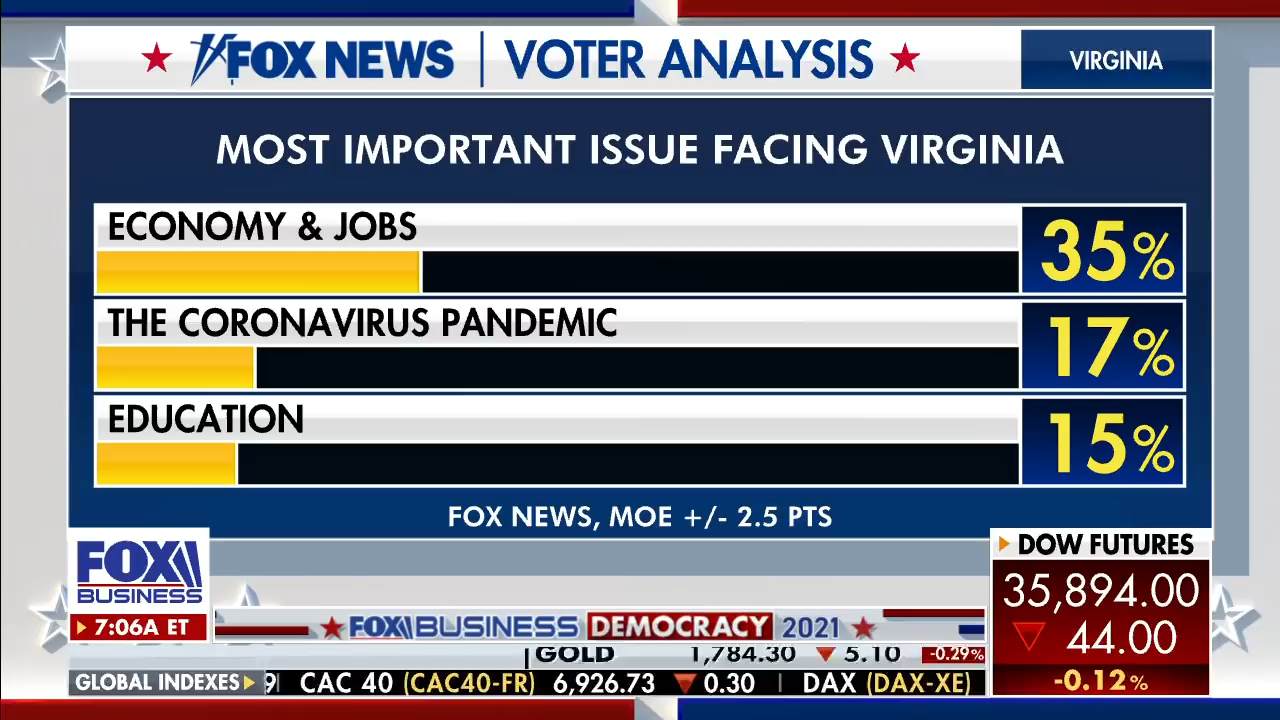 FOX NEWS | VOTER ANALYSIS
VIRGINIA
MOST IMPORTANT ISSUE FACING VIRGINIA
ECONOMY & JOBS
35%
THE CORONAVIRUS PANDEMIC
17%
EDUCATION
15%
FOX NEWS, MOE +/- 2.5 PTS
FOX BUSINESS
7:06A ET
FOX BUSINESS DEMOCRACY 2021
DOW FUTURES
35,894.00
44.00
-0.12%
GOLD 1,784.30 5.10 -0.29%
GLOBAL INDEXES CAC 40 (CAC40-FR) 6,926.73 0.30 | DAX (DAX-XE)